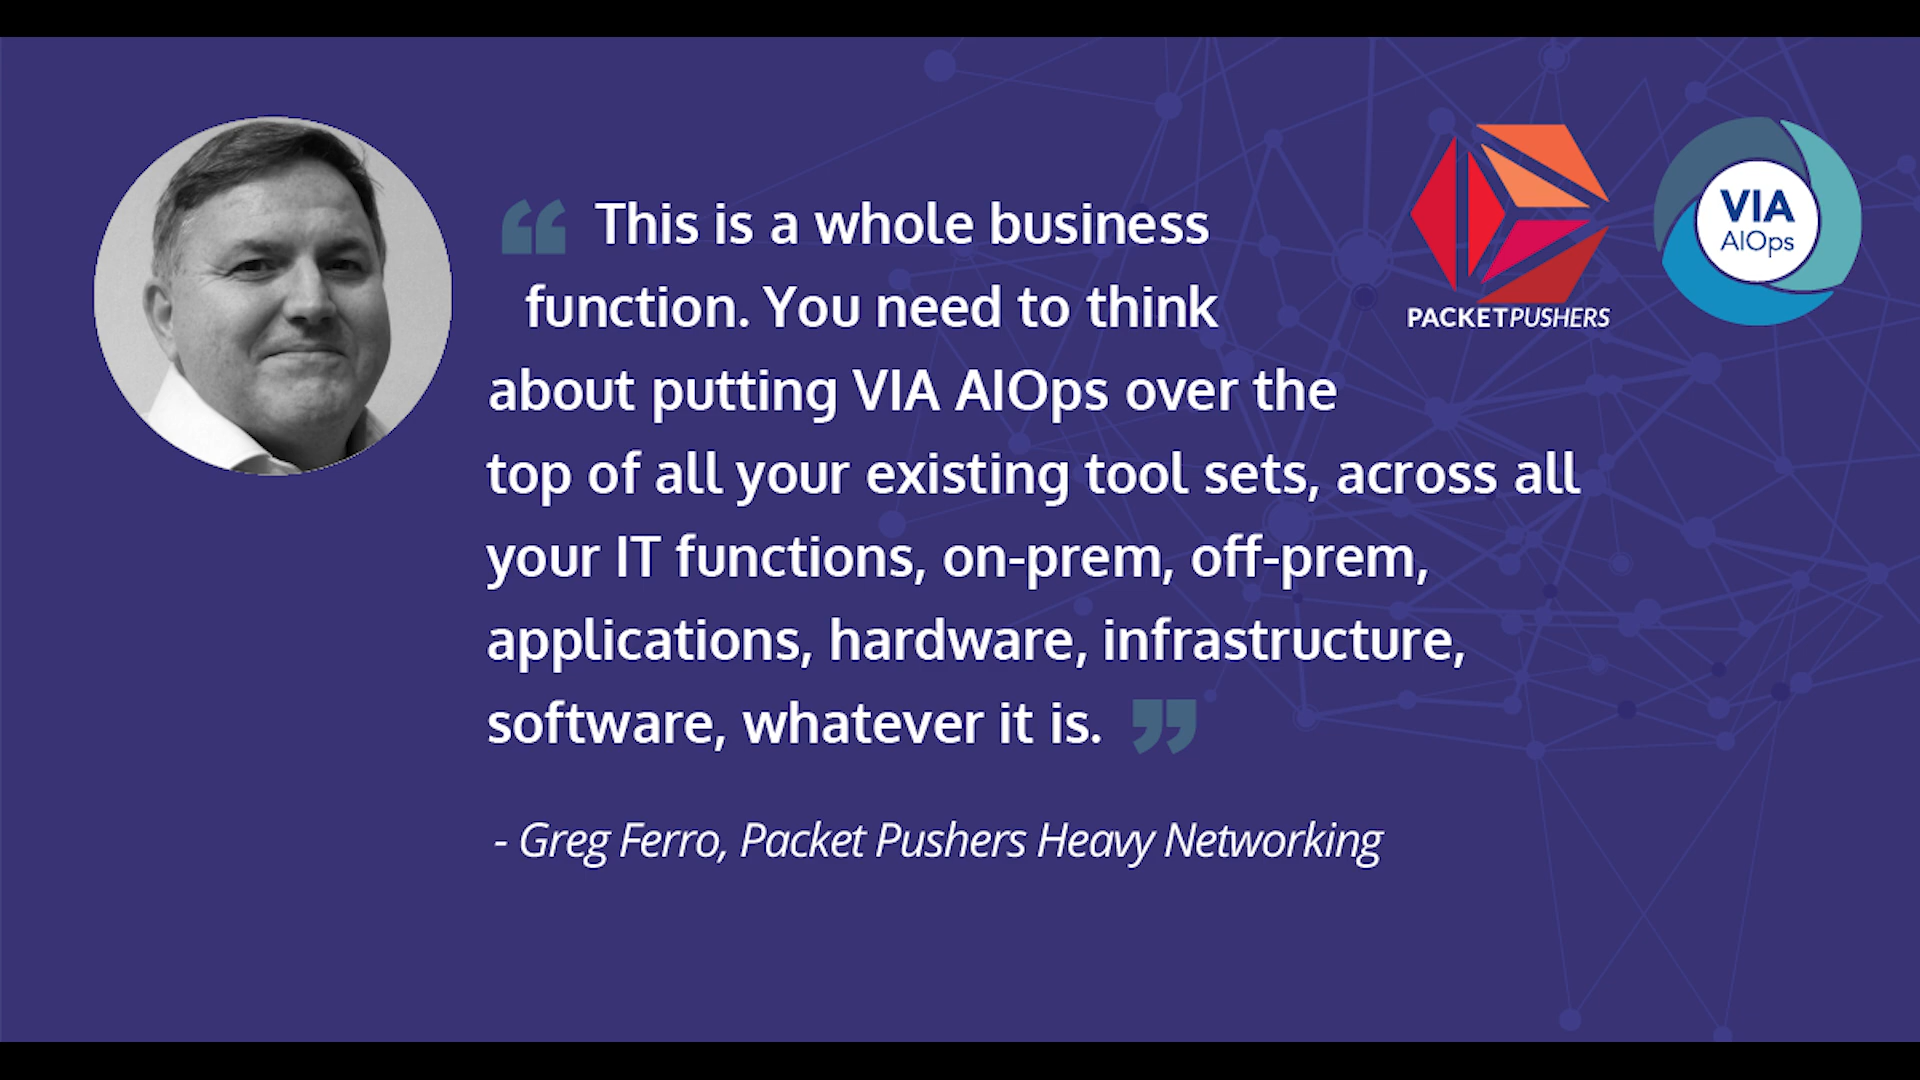 “ This is a whole business
function. You need to think
about putting VIA AIOps over the
top of all your existing tool sets, across all
your IT functions, on-prem, off-prem,
applications, hardware, infrastructure,
software, whatever it is. ”
- Greg Ferro, Packet Pushers Heavy Networking
PACKETPUSHERS
VIA
AIOps